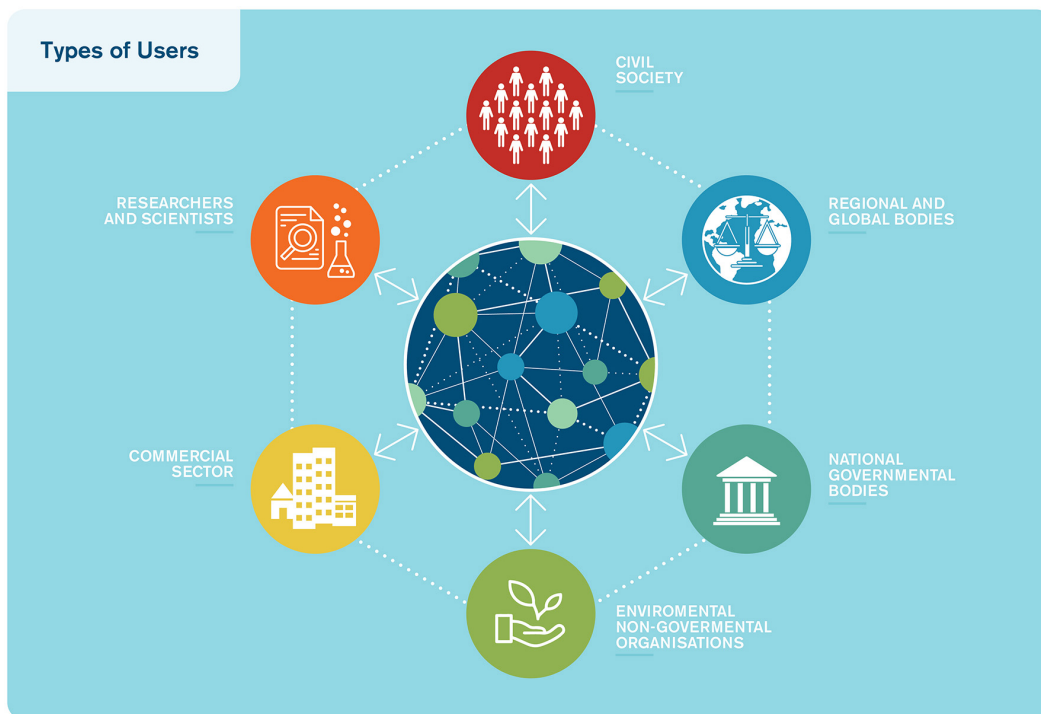 Types of Users
CIVIL
SOCIETY
RESEARCHERS
AND SCIENTISTS
REGIONAL AND
GLOBAL BODIES
COMMERCIAL
SECTOR
NATIONAL
GOVERNMENTAL
BODIES
ENVIROMENTAL
NON-GOVERMENTAL
ORGANISATIONS